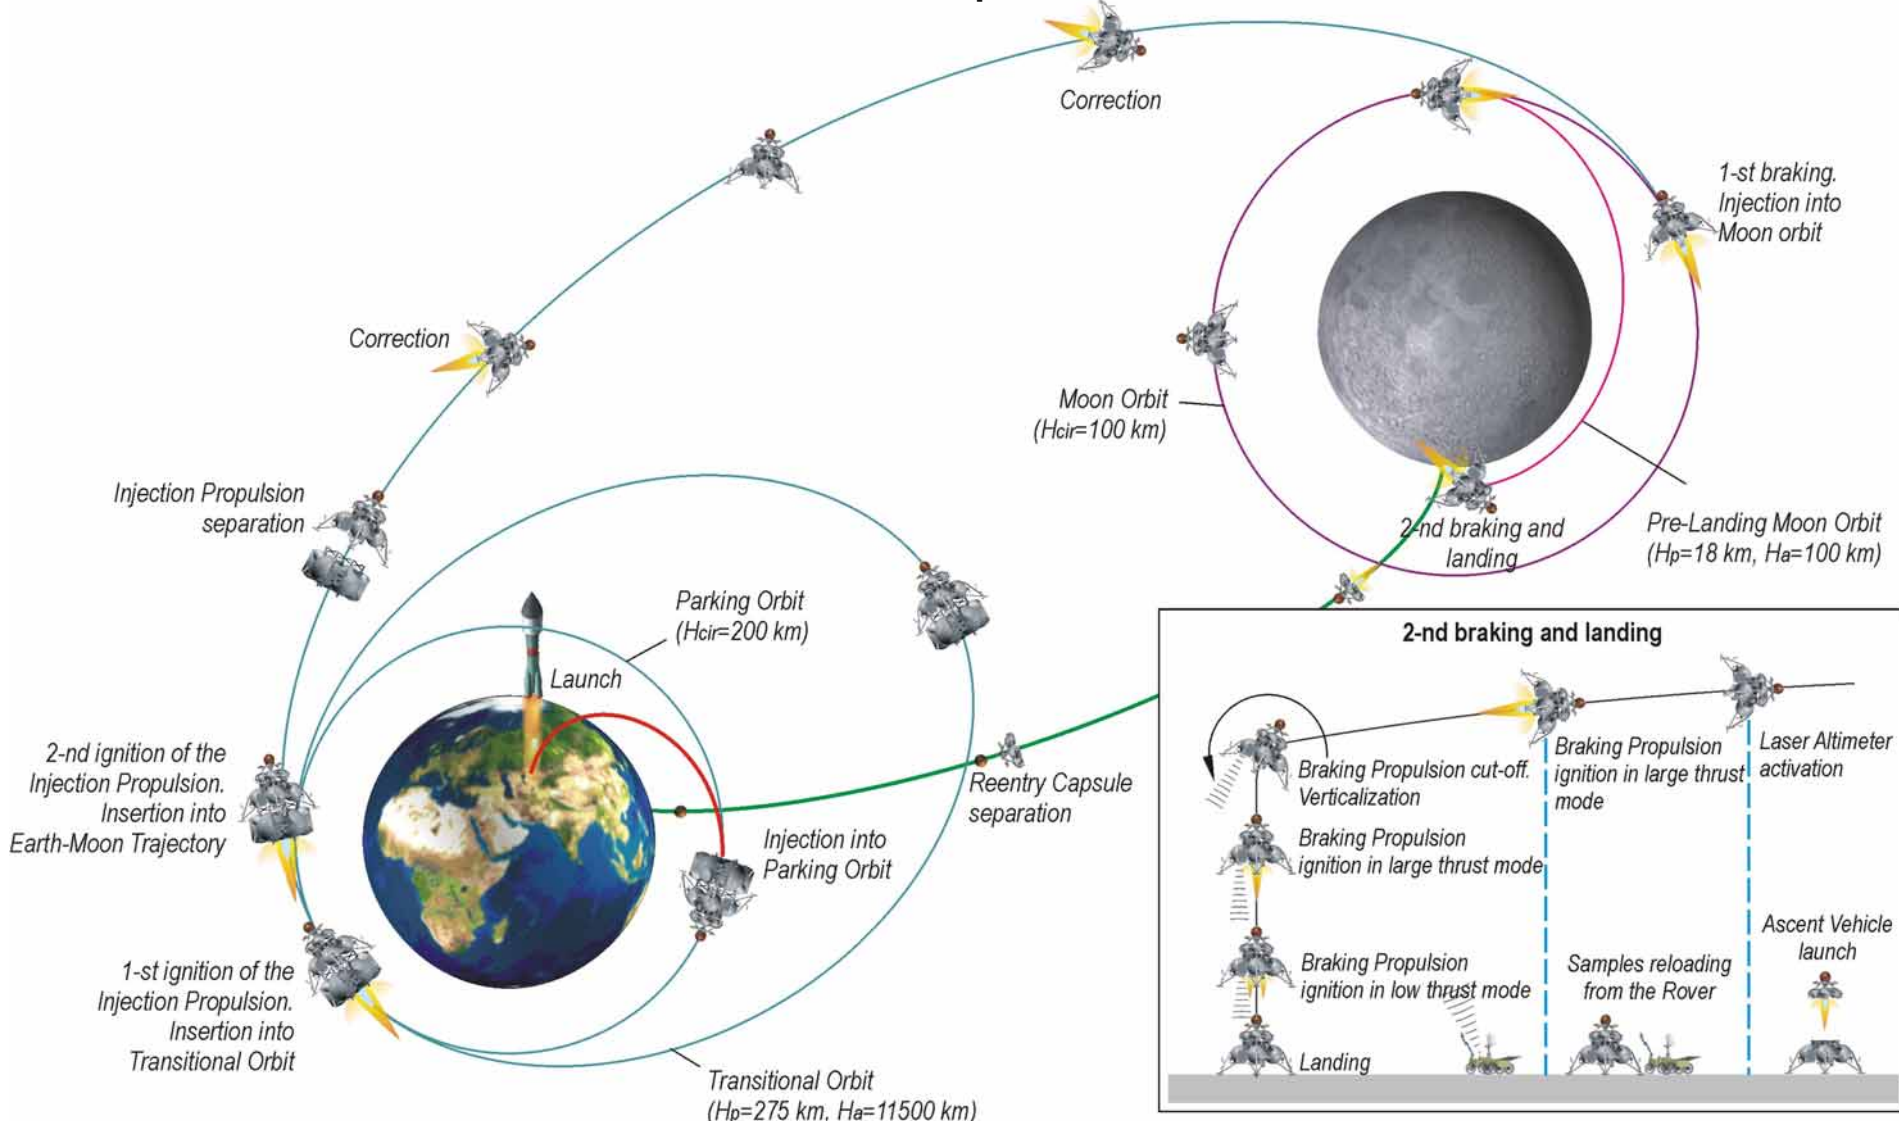 Correction
1-st braking.
Injection into
Moon orbit
Correction
Moon Orbit
(Hcir=100 km)
Injection Propulsion
separation
2-nd braking and
landing
Pre-Landing Moon Orbit
(Hp=18 km, Ha=100 km)
Parking Orbit
(Hcir=200 km)
Launch
2-nd ignition of the
Injection Propulsion.
Insertion into
Earth-Moon Trajectory
Reentry Capsule
separation
Injection into
Parking Orbit
1-st ignition of the
Injection Propulsion.
Insertion into
Transitional Orbit
Transitional Orbit
(Hp=275 km, Ha=11500 km)
2-nd braking and landing
Braking Propulsion cut-off.
Verticalization
Braking Propulsion
ignition in large thrust
mode
Laser Altimeter
activation
Braking Propulsion
ignition in large thrust mode
Braking Propulsion
ignition in low thrust mode
Landing
Samples reloading
from the Rover
Ascent Vehicle
launch